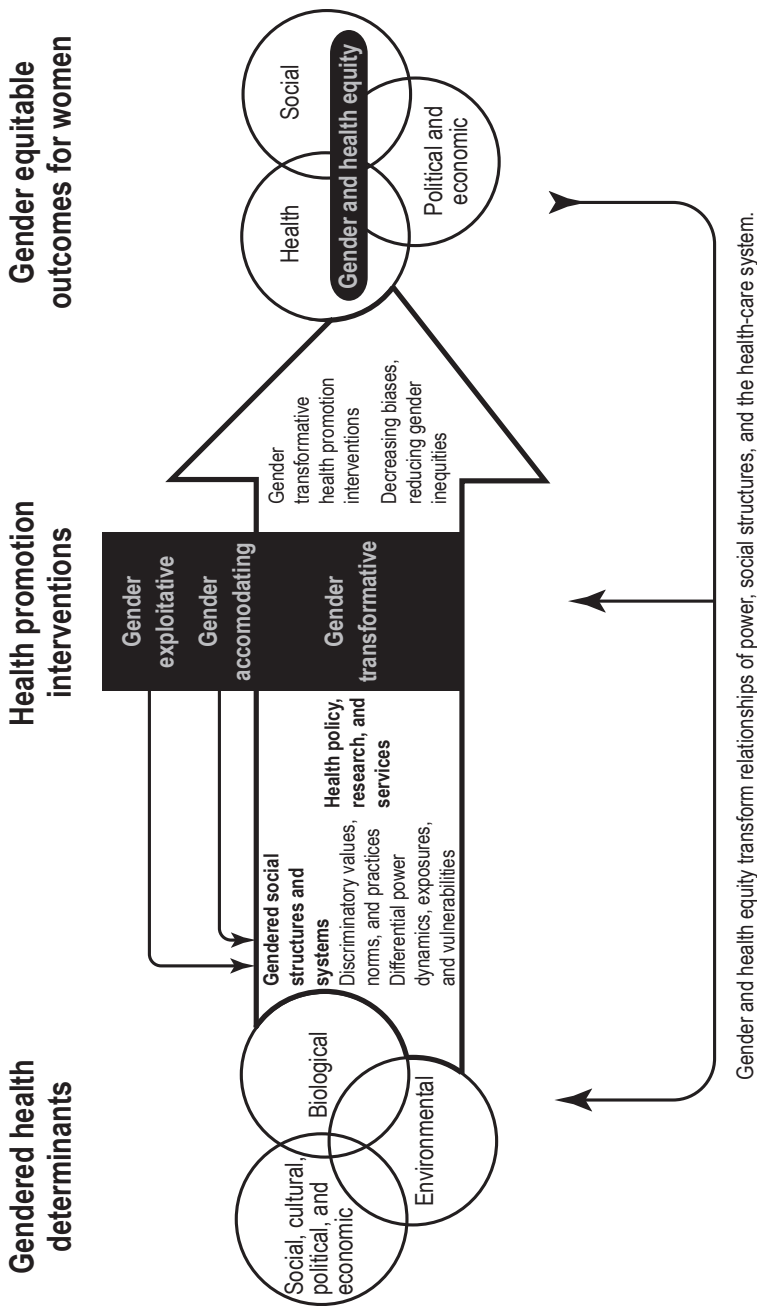 Gendered health
determinants
Health promotion
interventions
Gender equitable
outcomes for women
Social, cultural,
political, and
economic
Biological
Environmental
Gendered social
structures and
systems
Discriminatory values,
norms, and practices
Differential power
dynamics, exposures,
and vulnerabilities
Health policy,
research, and
services
Gender
exploitative
Gender
accomodating
Gender
transformative
Gender
transformative
health promotion
interventions
Decreasing biases,
reducing gender
inequities
Health
Social
Gender and health equity
Political and
economic
Gender and health equity transform relationships of power, social structures, and the health-care system.